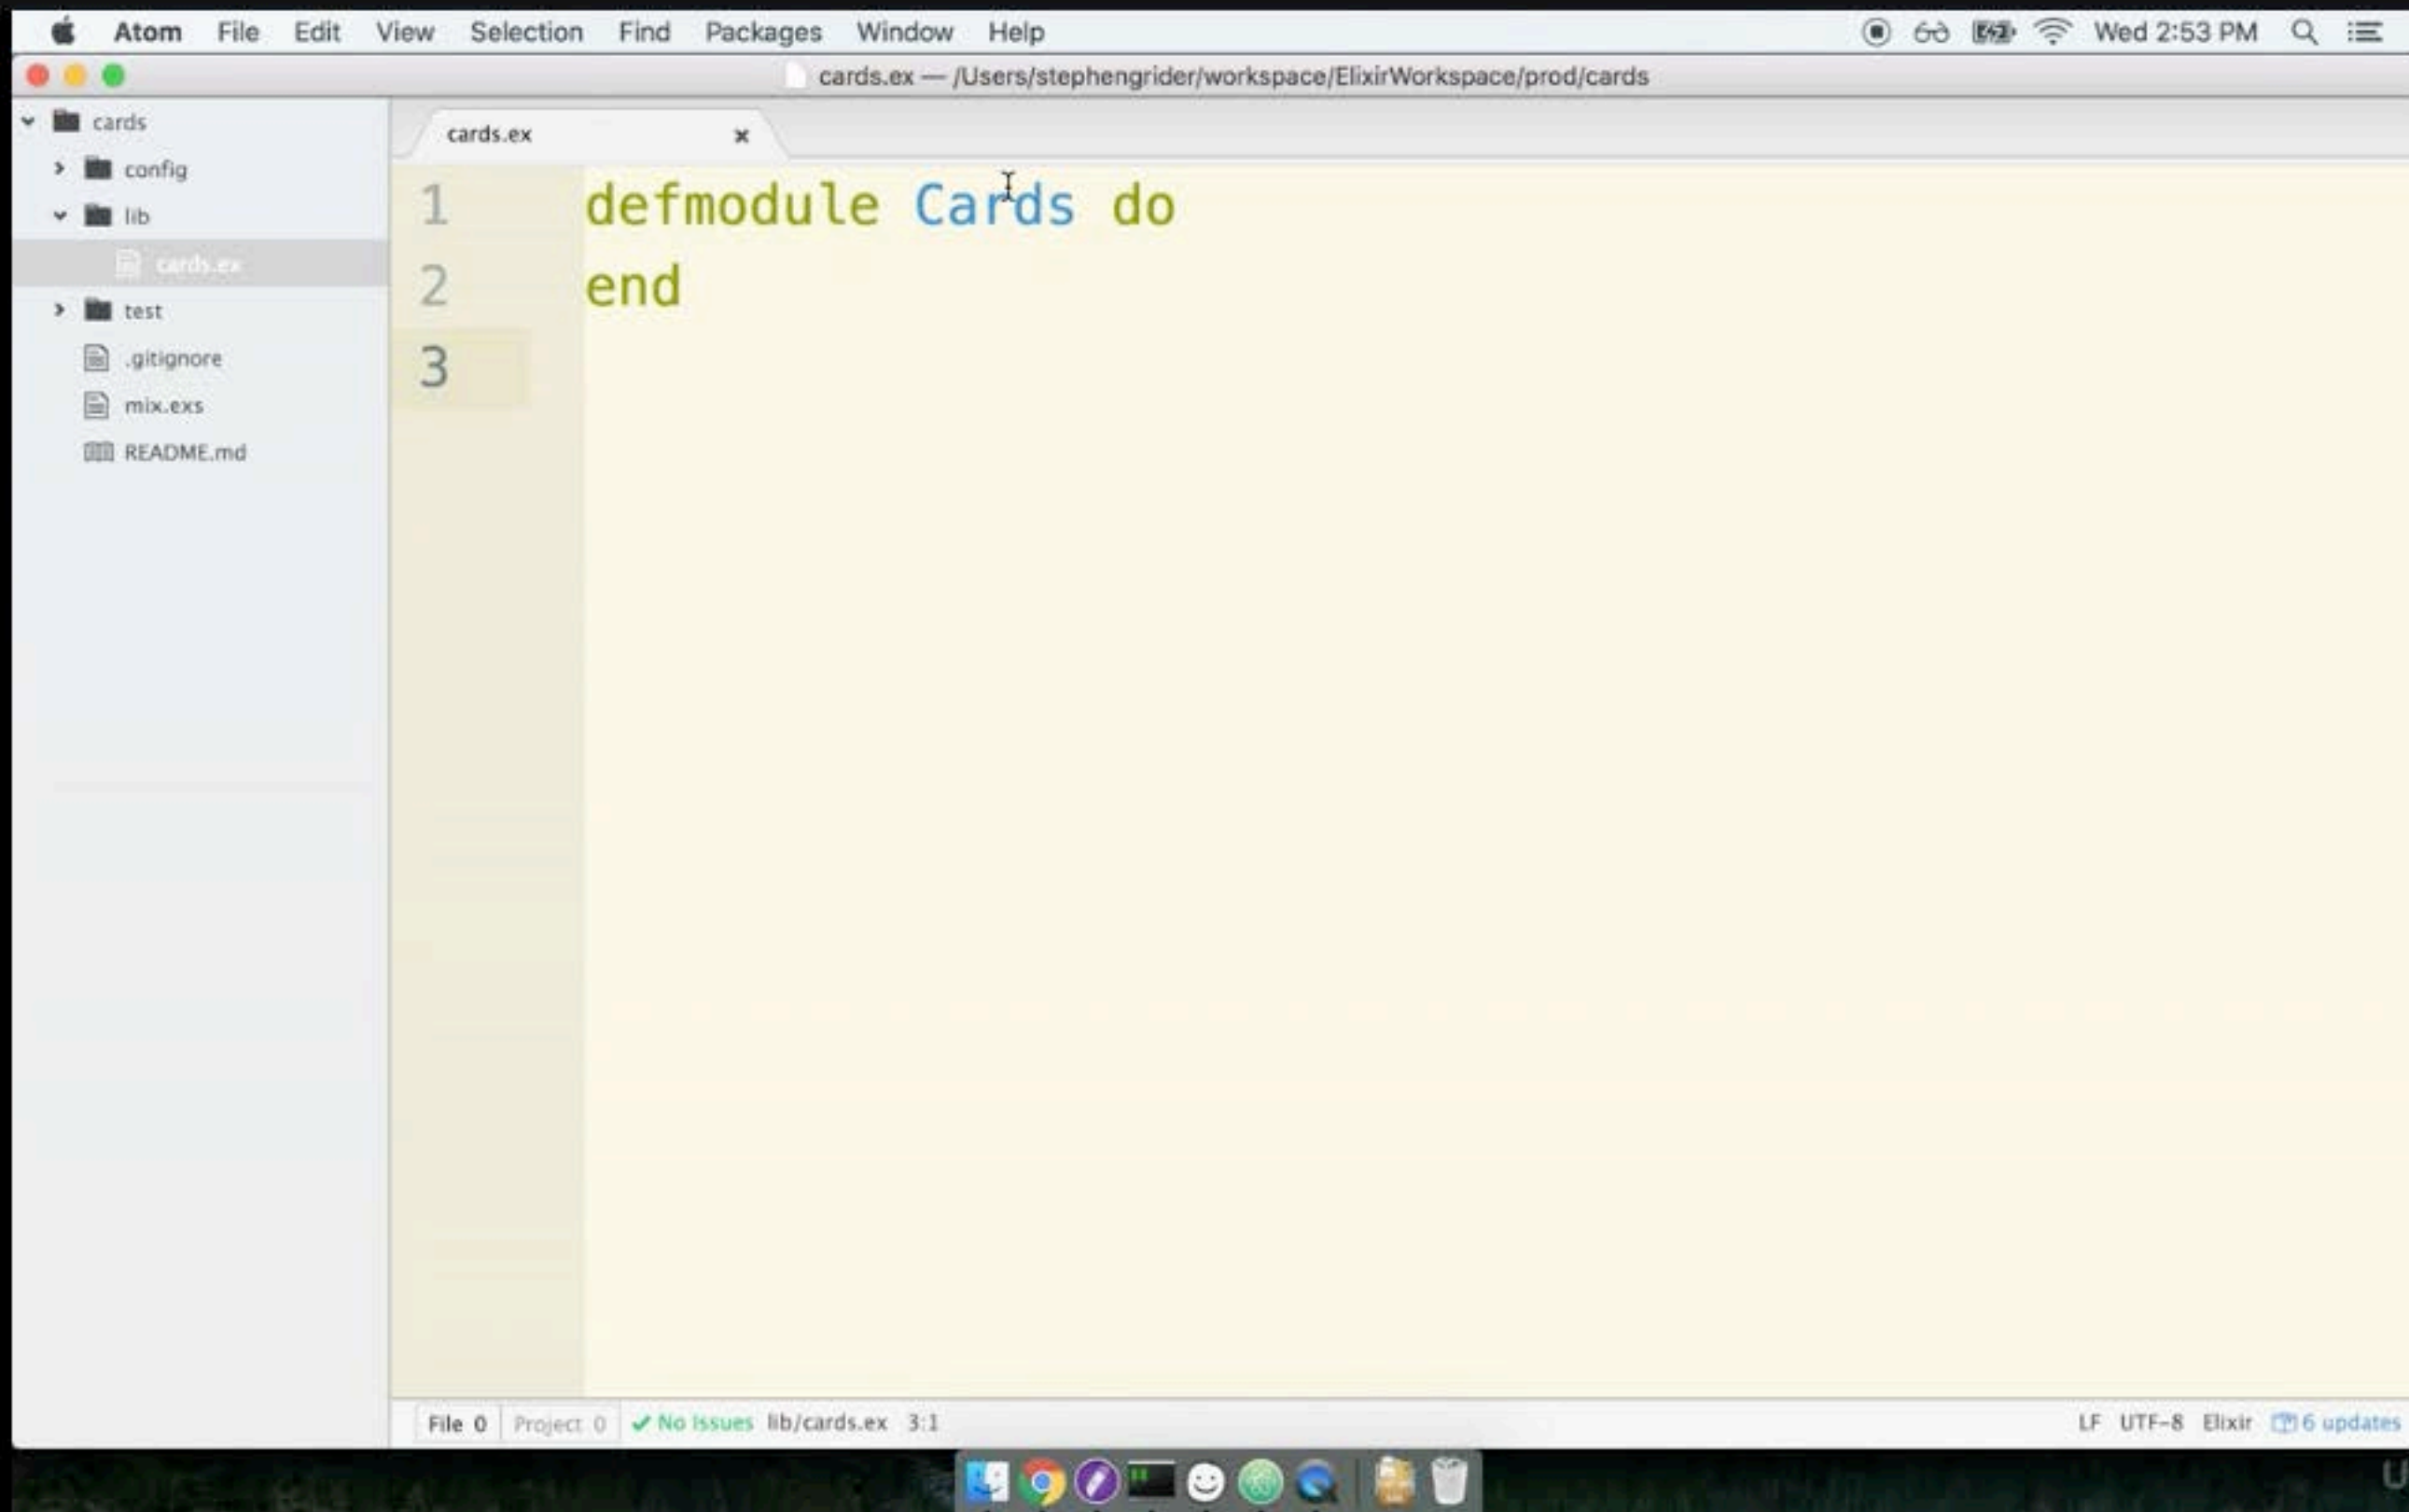 Atom File Edit View Selection Find Packages Window Help Wed 2:53 PM
cards.ex — /Users/stephengrider/workspace/ElixirWorkspace/prod/cards
cards
config
lib
cards.ex
test
.gitignore
mix.exs
README.md
cards.ex
1 defmodule Cards do
2 end
3
File 0 Project 0 No Issues lib/cards.ex 3:1 LF UTF-8 Elixir 6 updates
U